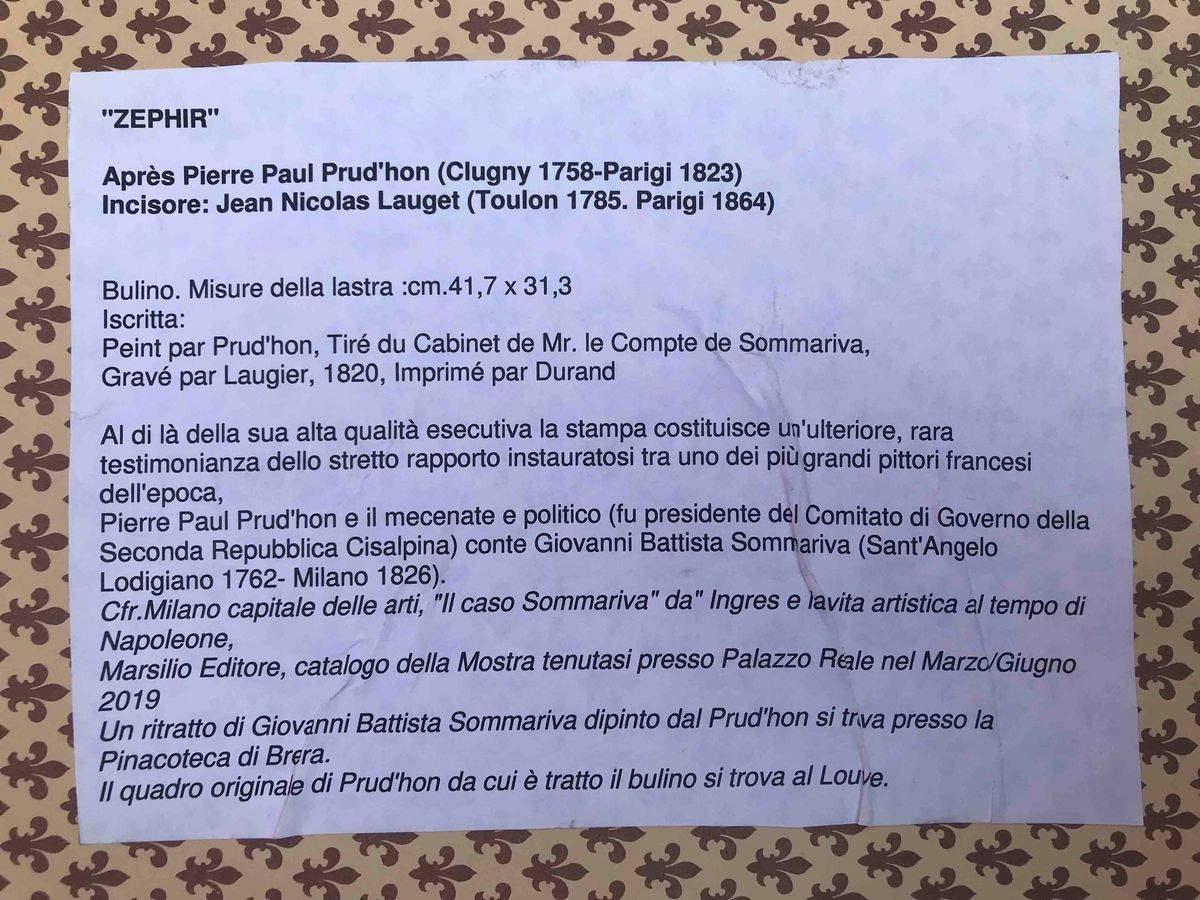 "ZEPHIR"
Après Pierre Paul Prud'hon (Clugny 1758-Parigi 1823)
Incisore: Jean Nicolas Lauget (Toulon 1785. Parigi 1864)
Bulino. Misure della lastra :cm.41,7 x 31,3
Iscritta:
Peint par Prud'hon, Tiré du Cabinet de Mr. le Compte de Sommariva,
Gravé par Laugier, 1820, Imprimé par Durand
Al di là della sua alta qualità esecutiva la stampa costituisce un'ulteriore, rara
testimonianza dello stretto rapporto instauratosi tra uno dei più grandi pittori francesi
dell'epoca,
Pierre Paul Prud'hon e il mecenate e politico (fu presidente del Comitato di Governo della
Seconda Repubblica Cisalpina) conte Giovanni Battista Sommariva (Sant'Angelo
Lodigiano 1762- Milano 1826).
Cfr.Milano capitale delle arti, "Il caso Sommariva" da" Ingres e lavita artistica al tempo di
Napoleone,
Marsilio Editore, catalogo della Mostra tenutasi presso Palazzo Reale nel Marzo/Giugno
2019
Un ritratto di Giovanni Battista Sommariva dipinto dal Prud'hon si trva presso la
Pinacoteca di Brera.
Il quadro originale di Prud'hon da cui è tratto il bulino si trova al Louve.